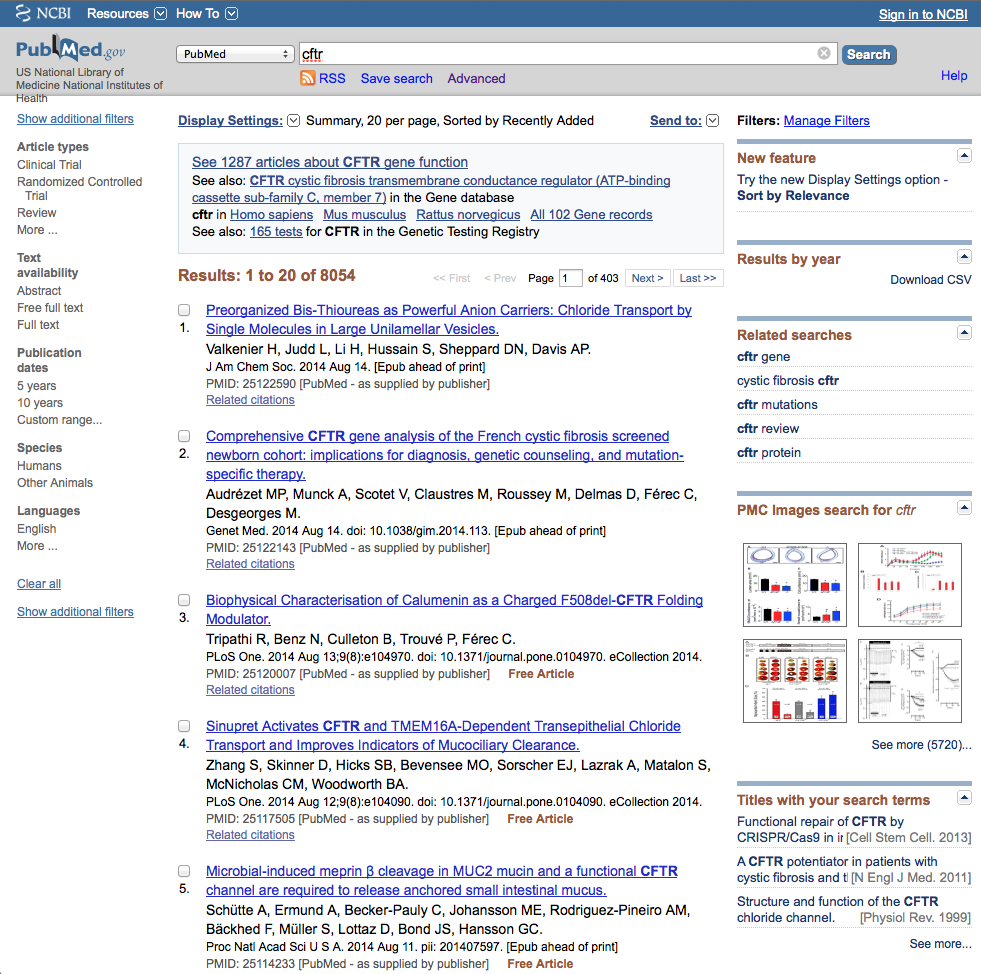 NCBI Resources How To Sign in to NCBI
PubMed.gov
US National Library of
Medicine National Institutes of
Health
PubMed
cftr
Search
RSS Save search Advanced
Help
Show additional filters
Article types
Clinical Trial
Randomized Controlled
Trial
Review
More ...
Text
availability
Abstract
Free full text
Full text
Publication
dates
5 years
10 years
Custom range...
Species
Humans
Other Animals
Languages
English
More ...
Clear all
Show additional filters
Display Settings: Summary, 20 per page, Sorted by Recently Added Send to:
See 1287 articles about CFTR gene function
See also: CFTR cystic fibrosis transmembrane conductance regulator (ATP-binding
cassette sub-family C, member 7) in the Gene database
cftr in Homo sapiens Mus musculus Rattus norvegicus All 102 Gene records
See also: 165 tests for CFTR in the Genetic Testing Registry
Results: 1 to 20 of 8054
<< First < Prev Page 1 of 403 Next > Last >>
Preorganized Bis-Thioureas as Powerful Anion Carriers: Chloride Transport by
1. Single Molecules in Large Unilamellar Vesicles.
Valkenier H, Judd L, Li H, Hussain S, Sheppard DN, Davis AP.
J Am Chem Soc. 2014 Aug 14. [Epub ahead of print]
PMID: 25122590 [PubMed - as supplied by publisher]
Related citations
Comprehensive CFTR gene analysis of the French cystic fibrosis screened
2. newborn cohort: implications for diagnosis, genetic counseling, and mutation-
specific therapy.
Audrézet MP, Munck A, Scotet V, Claustres M, Roussey M, Delmas D, Férec C,
Desgeorges M.
Genet Med. 2014 Aug 14. doi: 10.1038/gim.2014.113. [Epub ahead of print]
PMID: 25122143 [PubMed - as supplied by publisher]
Related citations
Biophysical Characterisation of Calumenin as a Charged F508del-CFTR Folding
3. Modulator.
Tripathi R, Benz N, Culleton B, Trouvé P, Férec C.
PLoS One. 2014 Aug 13;9(8):e104970. doi: 10.1371/journal.pone.0104970. eCollection 2014.
PMID: 25120007 [PubMed - as supplied by publisher] Free Article
Related citations
Sinupret Activates CFTR and TMEM16A-Dependent Transepithelial Chloride
4. Transport and Improves Indicators of Mucociliary Clearance.
Zhang S, Skinner D, Hicks SB, Bevensee MO, Sorscher EJ, Lazrak A, Matalon S,
McNicholas CM, Woodworth BA.
PLoS One. 2014 Aug 12;9(8):e104090. doi: 10.1371/journal.pone.0104090. eCollection 2014.
PMID: 25117505 [PubMed - as supplied by publisher] Free Article
Related citations
Microbial-induced meprin β cleavage in MUC2 mucin and a functional CFTR
5. channel are required to release anchored small intestinal mucus.
Schütte A, Ermund A, Becker-Pauly C, Johansson ME, Rodriguez-Pineiro AM,
Bäckhed F, Müller S, Lottaz D, Bond JS, Hansson GC.
Proc Natl Acad Sci U S A. 2014 Aug 11. pii: 201407597. [Epub ahead of print]
PMID: 25114233 [PubMed - as supplied by publisher] Free Article
Filters: Manage Filters
New feature
Try the new Display Settings option -
Sort by Relevance
Results by year
Download CSV
Related searches
cftr gene
cystic fibrosis cftr
cftr mutations
cftr review
cftr protein
PMC Images search for cftr
See more (5720)...
Titles with your search terms
Functional repair of CFTR by
CRISPR/Cas9 in in [Cell Stem Cell. 2013]
A CFTR potentiator in patients with
cystic fibrosis and t [N Engl J Med. 2011]
Structure and function of the CFTR
chloride channel. [Physiol Rev. 1999]
See more...